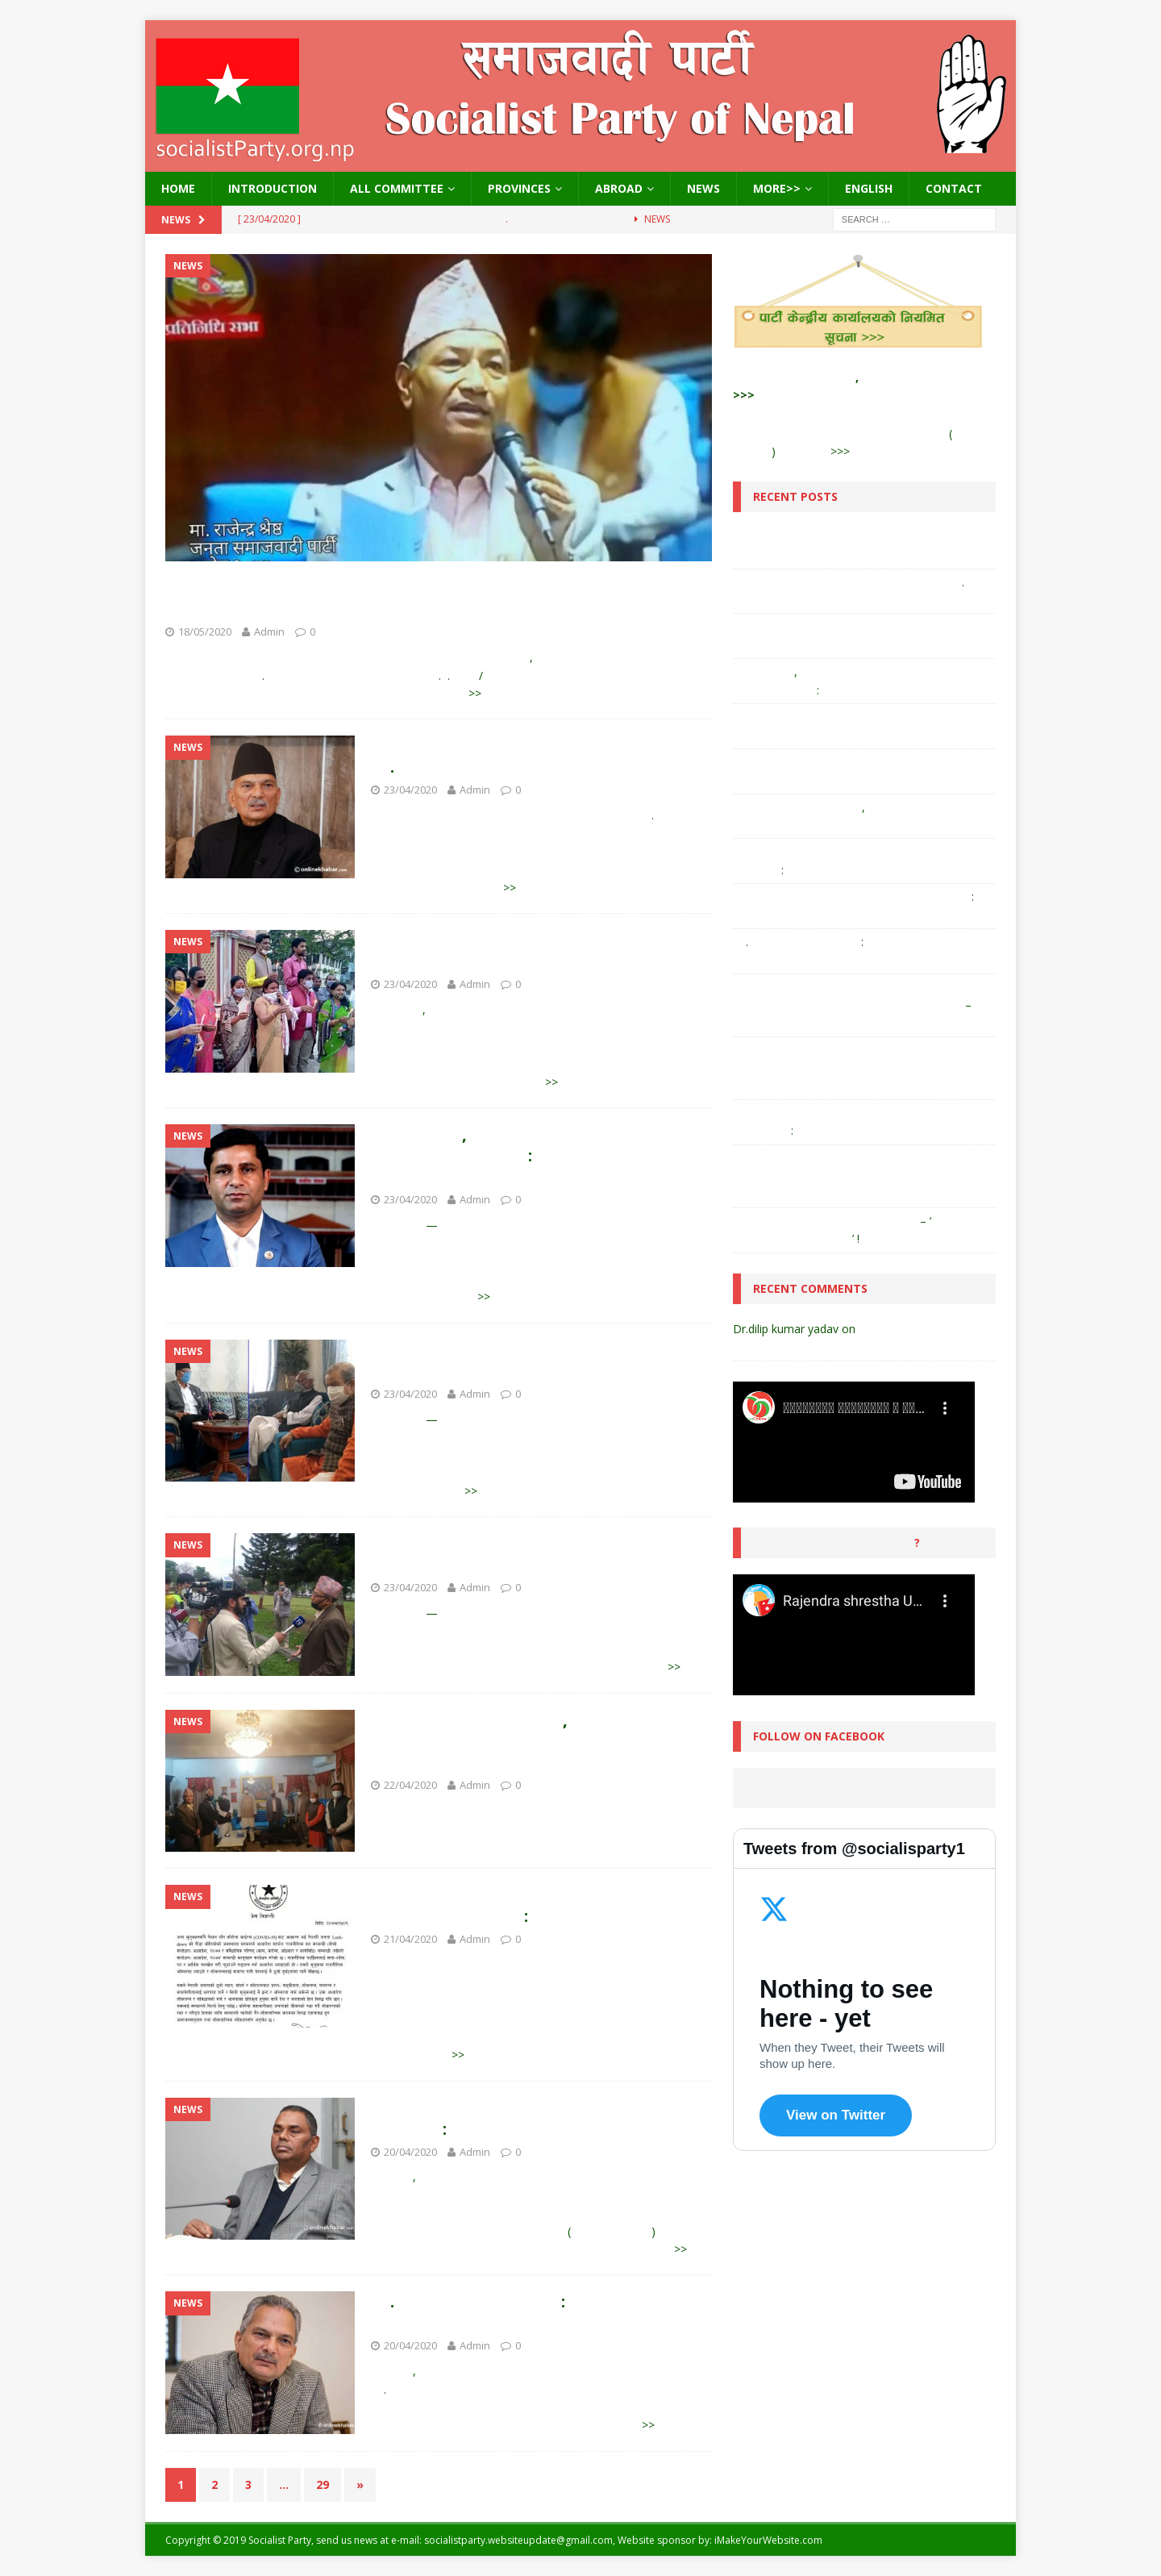 समाजवादी पार्टी
Socialist Party of Nepal
socialistParty.org.np
HOME INTRODUCTION ALL COMMITTEE PROVINCES ABROAD NEWS MORE>> ENGLISH CONTACT
NEWS [ 23/04/2020 ] . NEWS SEARCH …
NEWS
प्रतिनिधि सभा
मा. राजेन्द्र श्रेष्ठ
जनता समाजवादी पार्टी
18/05/2020 Admin 0
,
. . . /
>>
NEWS
.
23/04/2020 Admin 0
.
onlinekhabar.com
>>
NEWS
23/04/2020 Admin 0
,
>>
NEWS
,
:
23/04/2020 Admin 0
—
>>
NEWS
23/04/2020 Admin 0
—
>>
NEWS
23/04/2020 Admin 0
—
>>
NEWS
,
22/04/2020 Admin 0
NEWS
:
21/04/2020 Admin 0
>>
NEWS
:
20/04/2020 Admin 0
,
( )
>>
NEWS
. :
20/04/2020 Admin 0
,
.
>>
1 2 3 … 29 »
पार्टी केन्द्रीय कार्यालयको नियमित
सूचना >>>
,
>>>
(
) >>>
RECENT POSTS
.
,
:
,
:
:
. :
–
:
– ‘
’ !
RECENT COMMENTS
Dr.dilip kumar yadav on
YouTube
?
Rajendra shrestha U...
FOLLOW ON FACEBOOK
Tweets from @socialisparty1
Nothing to see
here - yet
When they Tweet, their Tweets will
show up here.
View on Twitter
Copyright © 2019 Socialist Party, send us news at e-mail: socialistparty.websiteupdate@gmail.com, Website sponsor by: iMakeYourWebsite.com